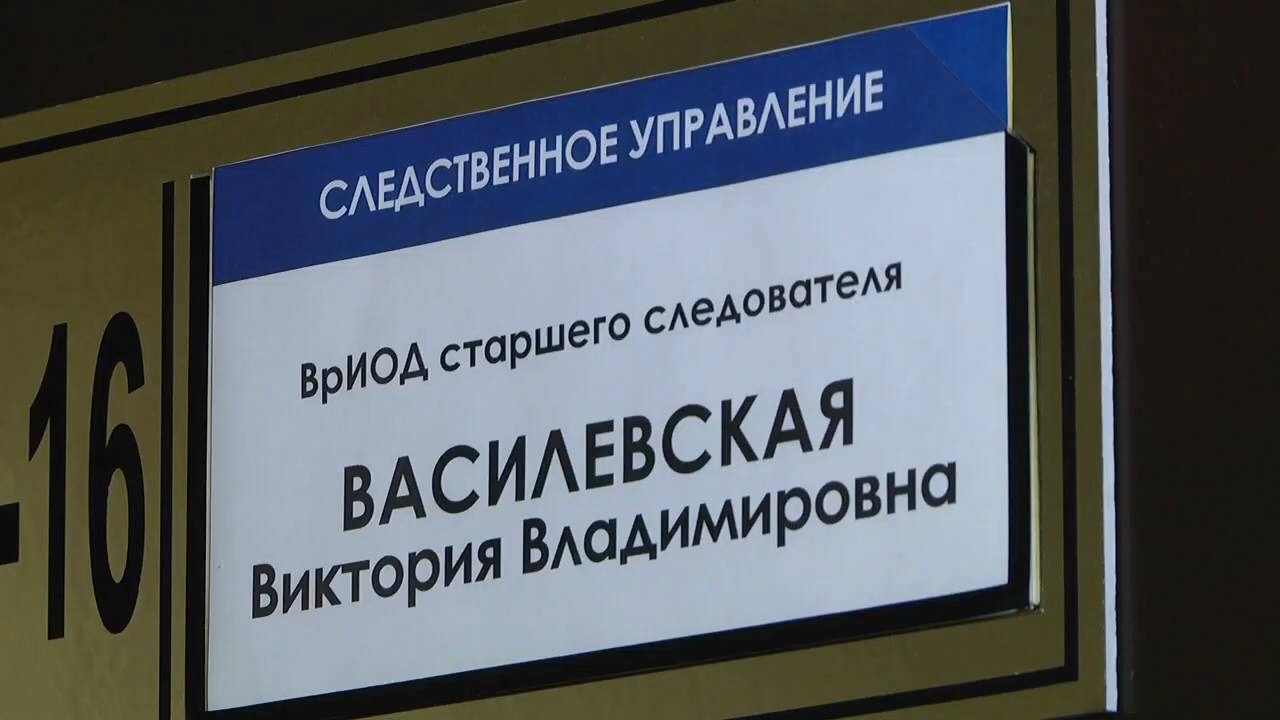 -16
СЛЕДСТВЕННОЕ УПРАВЛЕНИЕ
ВрИОД старшего следователя
ВАСИЛЕВСКАЯ
Виктория Владимировна